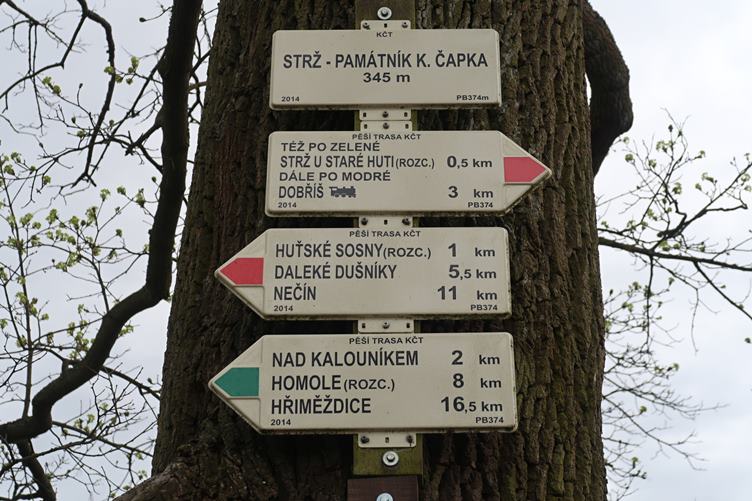 KČT
STRŽ - PAMÁTNÍK K. ČAPKA
345 m
2014 PB374m
PĚŠÍ TRASA KČT
TÉŽ PO ZELENÉ
STRŽ U STARÉ HUTI (ROZC.) 0,5 km
DÁLE PO MODRÉ
DOBŘÍŠ 3 km
2014 PB374
PĚŠÍ TRASA KČT
HUŤSKÉ SOSNY (ROZC.) 1 km
DALEKÉ DUŠNÍKY 5,5 km
NEČÍN 11 km
2014 PB374
PĚŠÍ TRASA KČT
NAD KALOUNÍKEM 2 km
HOMOLE (ROZC.) 8 km
HŘIMĚŽDICE 16,5 km
2014 PB374